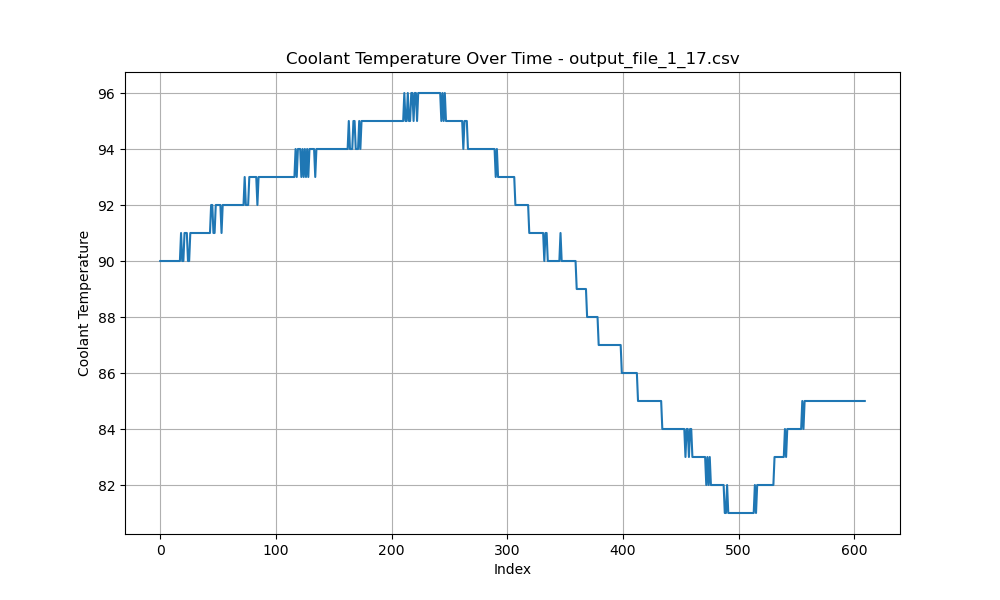 Coolant Temperature Over Time - output_file_1_17.csv
Coolant Temperature
96
94
92
90
88
86
84
82
0 100 200 300 400 500 600
Index